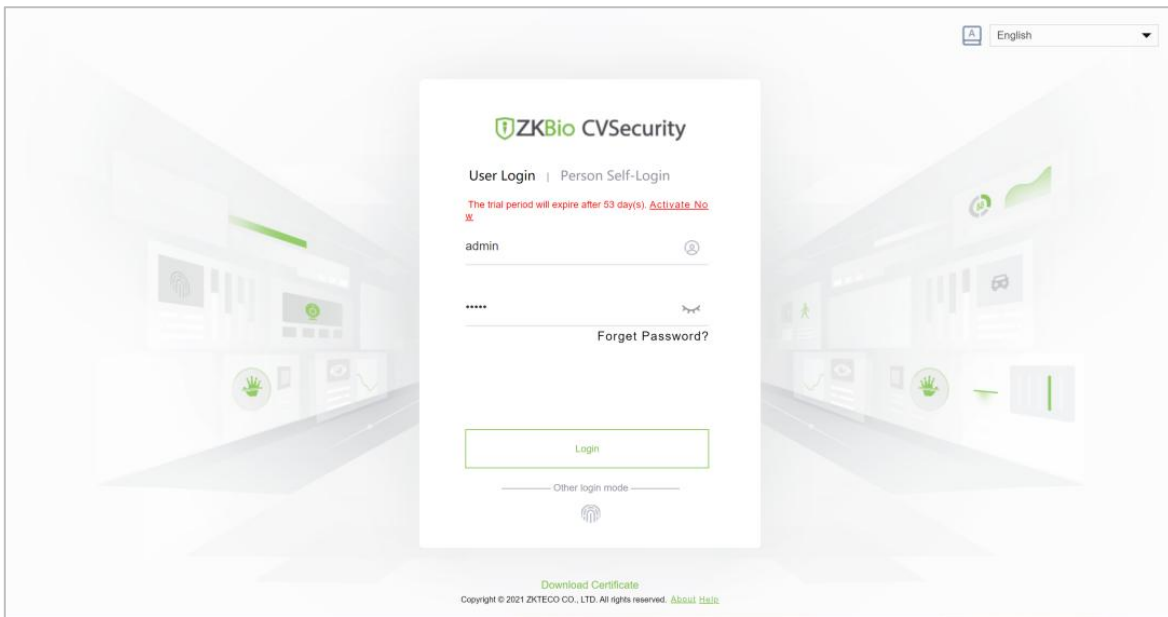 A
English
ZKBio CVSecurity
User Login | Person Self-Login
The trial period will expire after 53 day(s). Activate No
w
admin
•••••
Forget Password?
Login
Other login mode
Download Certificate
Copyright © 2021 ZKTECO CO., LTD. All rights reserved. About Help